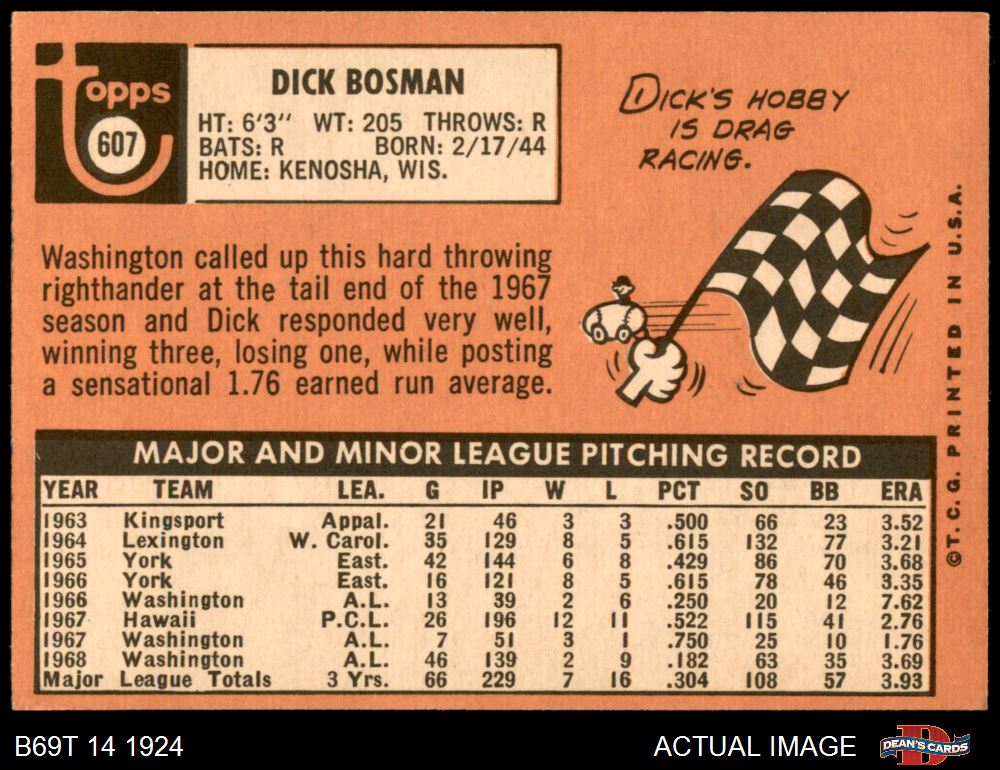 Topps
607
DICK BOSMAN
HT: 6'3" WT: 205 THROWS: R
BATS: R BORN: 2/17/44
HOME: KENOSHA, WIS.
DICK'S HOBBY
IS DRAG
RACING.
Washington called up this hard throwing
righthander at the tail end of the 1967
season and Dick responded very well,
winning three, losing one, while posting
a sensational 1.76 earned run average.
MAJOR AND MINOR LEAGUE PITCHING RECORD
YEAR TEAM LEA. G IP W L PCT SO BB ERA
1963 Kingsport Appal. 21 46 3 3 .500 66 23 3.52
1964 Lexington W. Carol. 35 129 8 5 .615 132 77 3.21
1965 York East. 42 144 6 8 .429 86 70 3.68
1966 York East. 16 121 8 5 .615 78 46 3.35
1966 Washington A.L. 13 39 2 6 .250 20 12 7.62
1967 Hawaii P.C.L. 26 196 12 11 .522 115 41 2.76
1967 Washington A.L. 7 51 3 1 .750 25 10 1.76
1968 Washington A.L. 46 139 2 9 .182 63 35 3.69
Major League Totals 3 Yrs. 66 229 7 16 .304 108 57 3.93
©T.C.G. PRINTED IN U.S.A.
B69T 14 1924
ACTUAL IMAGE
D
DEAN'S CARDS